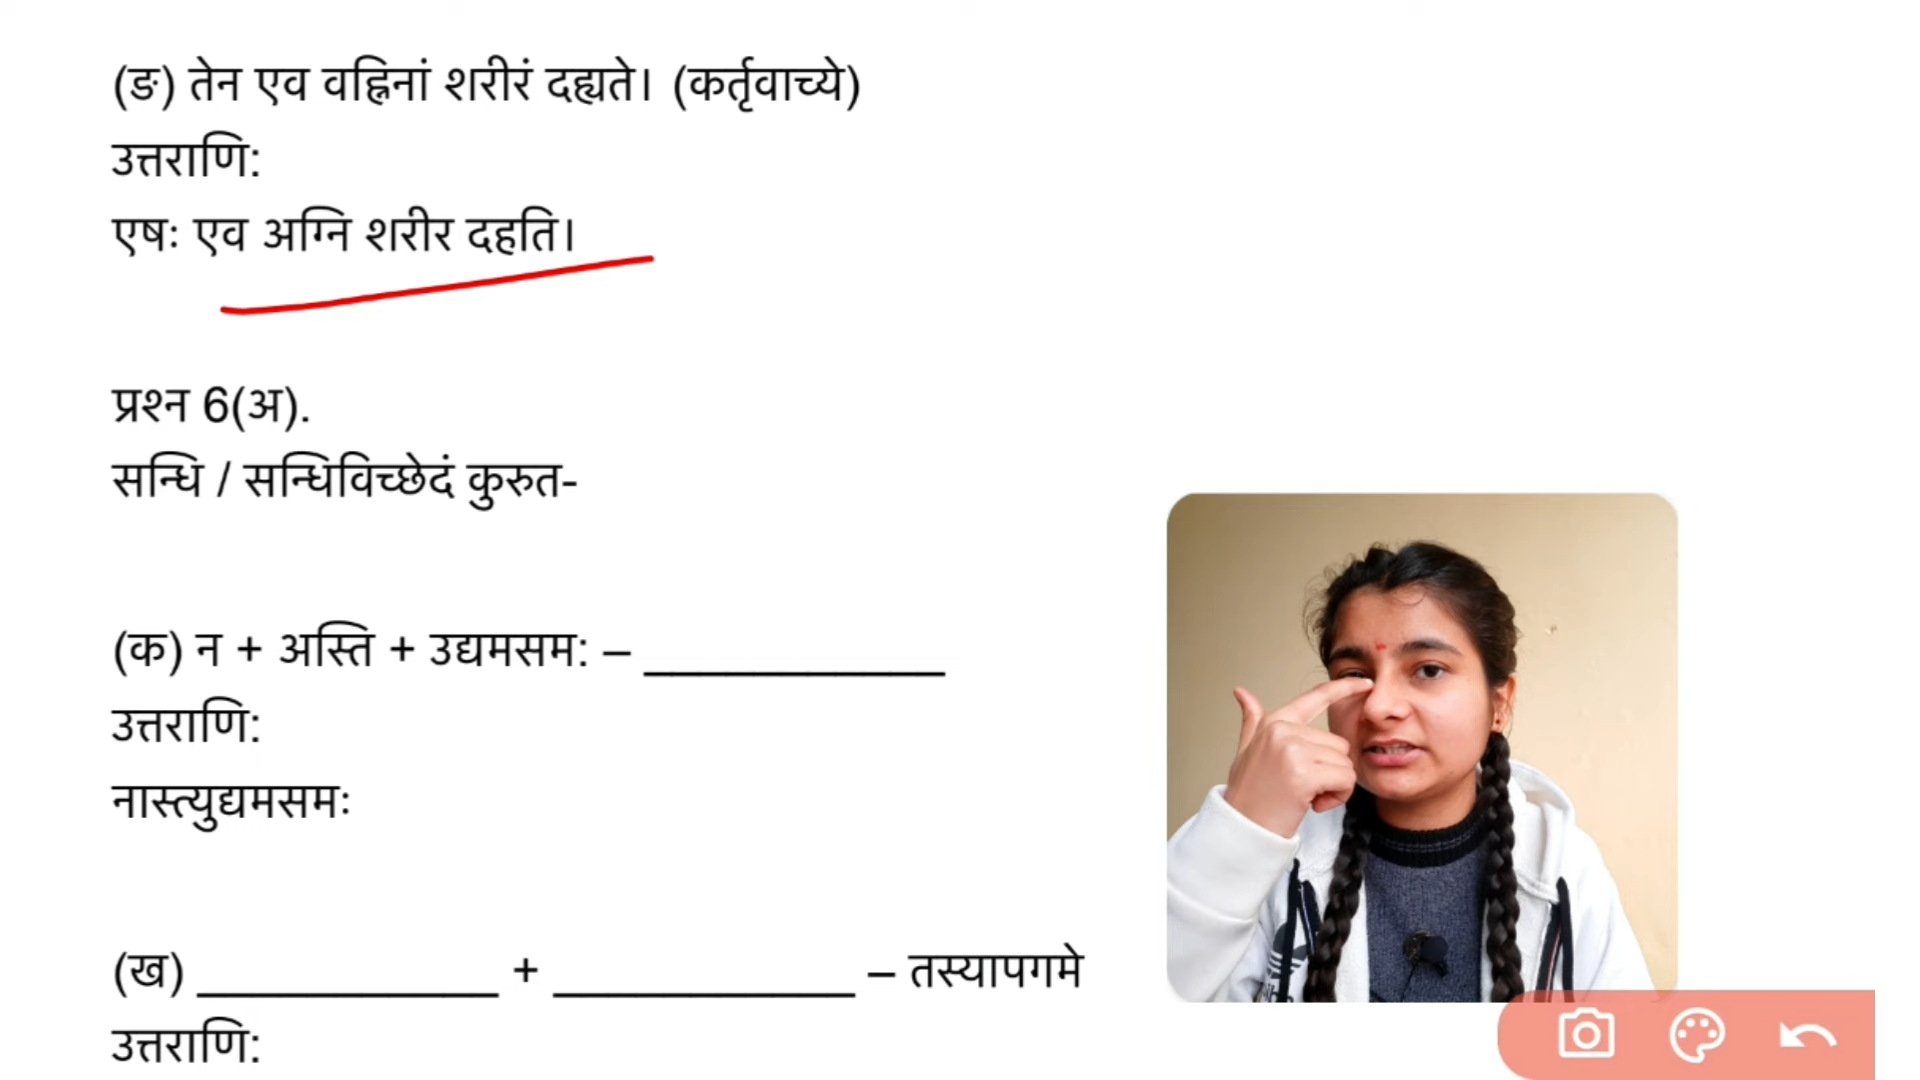 (ङ) तेन एव वह्निनां शरीरं दह्यते। (कर्तृवाच्ये)
उत्तराणि:
एषः एव अग्नि शरीर दहति।
प्रश्न 6(अ).
सन्धि / सन्धिविच्छेदं कुरुत-
(क) न + अस्ति + उद्यमसम: – ____________
उत्तराणि:
नास्त्युद्यमसमः
(ख) ____________ + ____________ – तस्यापगमे
उत्तराणि: